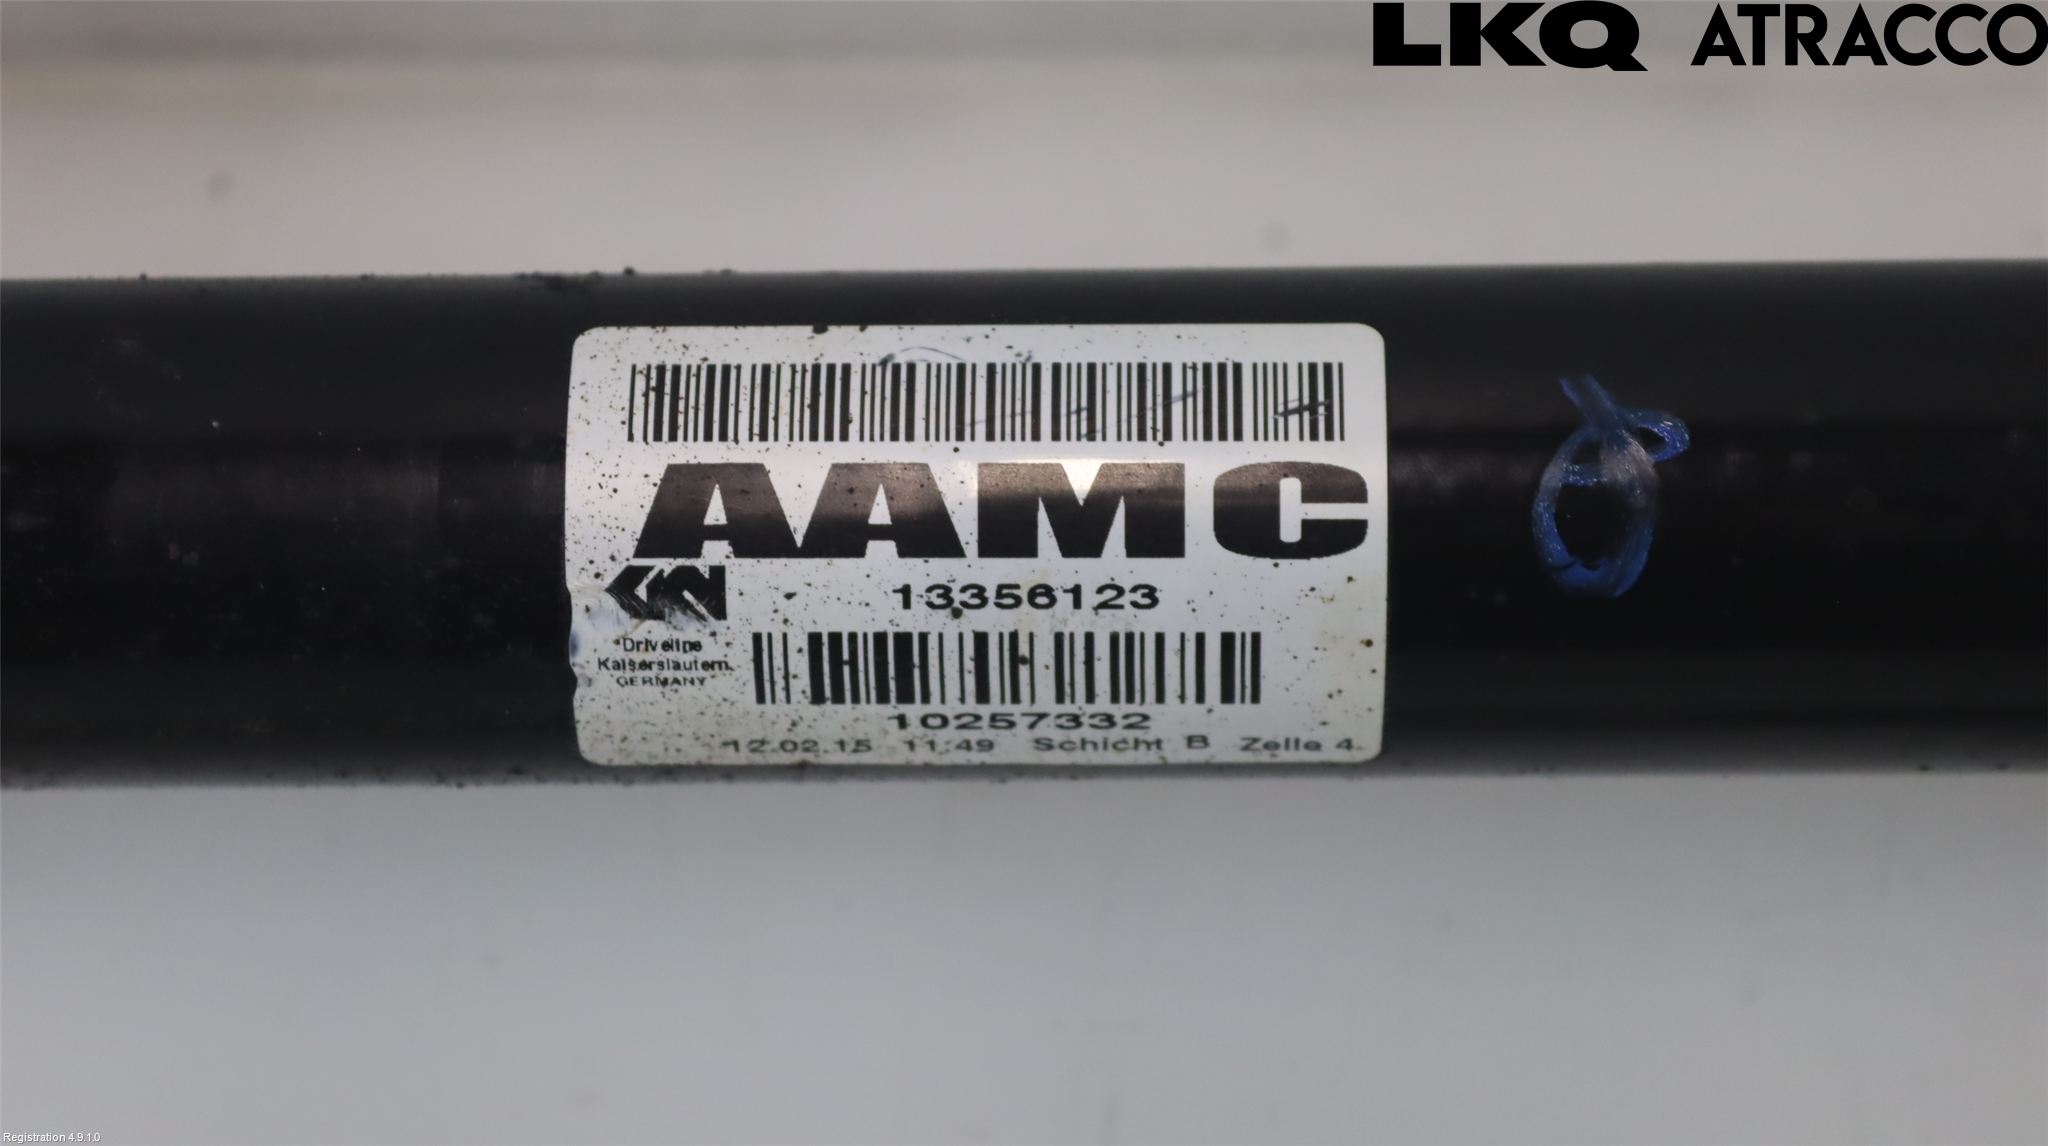 LKQ ATRACCO
AAMC
13356123
Driveline
Kaiserslautern
GERMANY
10257332
12.02.15 11:49 Schicht B Zelle 4
Registration 4.9.1.0